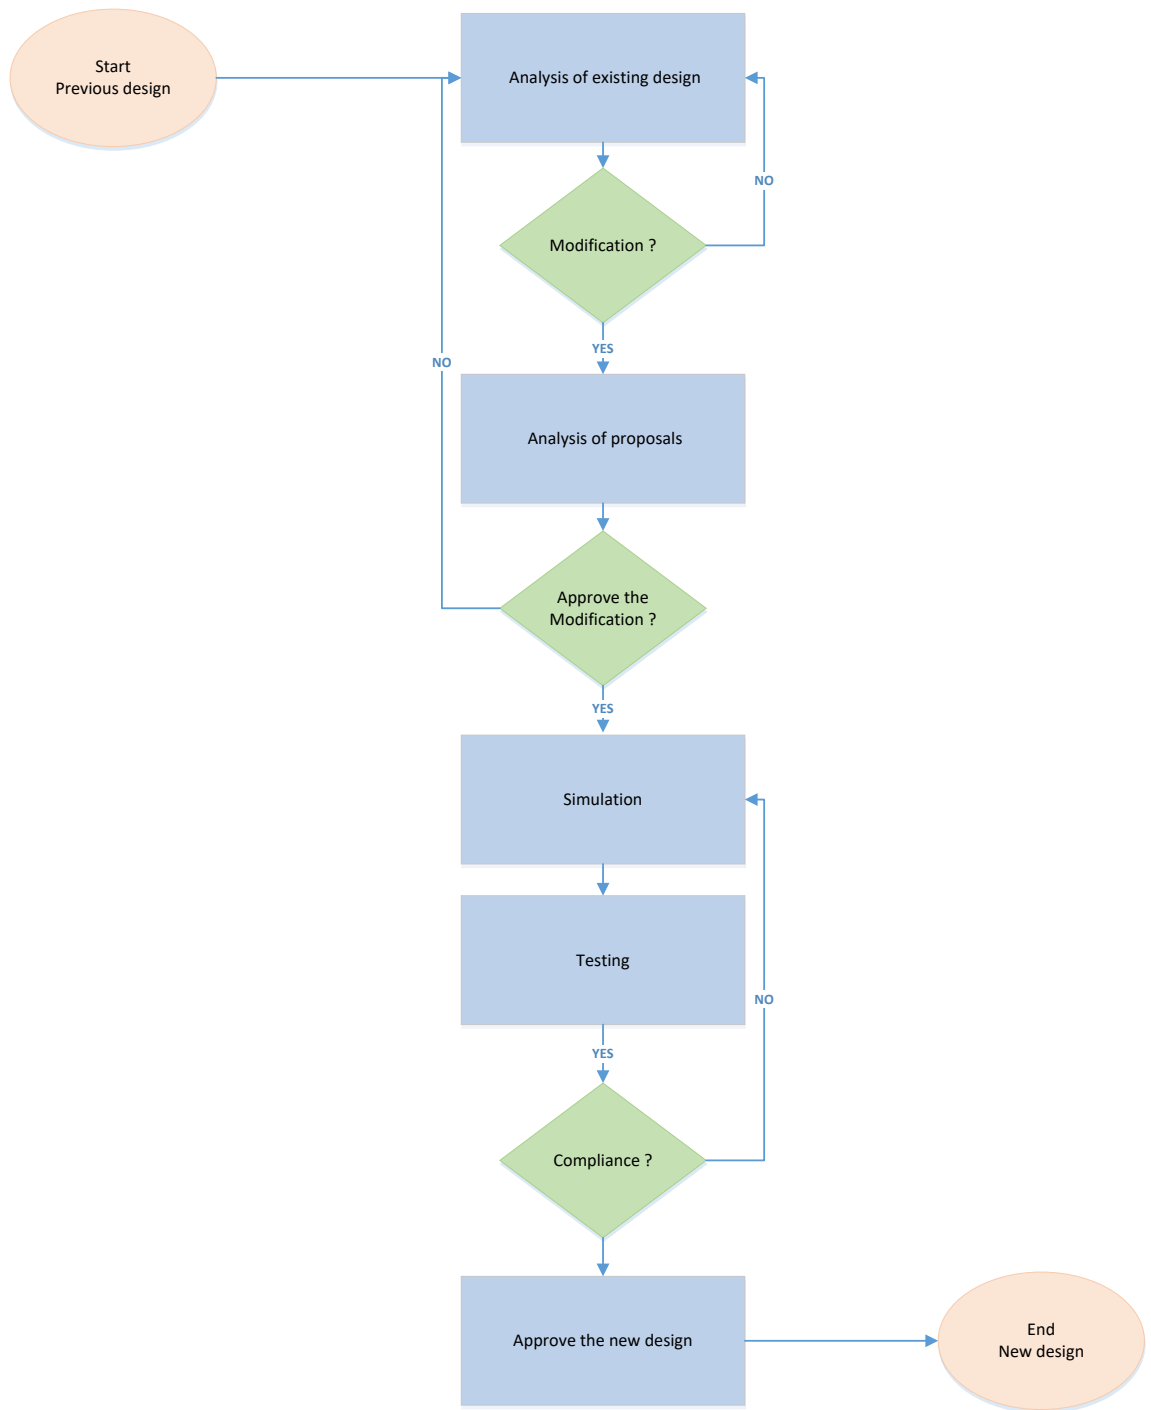 Start
Previous design
Analysis of existing design
NO
Modification ?
YES
NO
Analysis of proposals
Approve the
Modification ?
YES
Simulation
Testing
NO
YES
Compliance ?
Approve the new design
End
New design